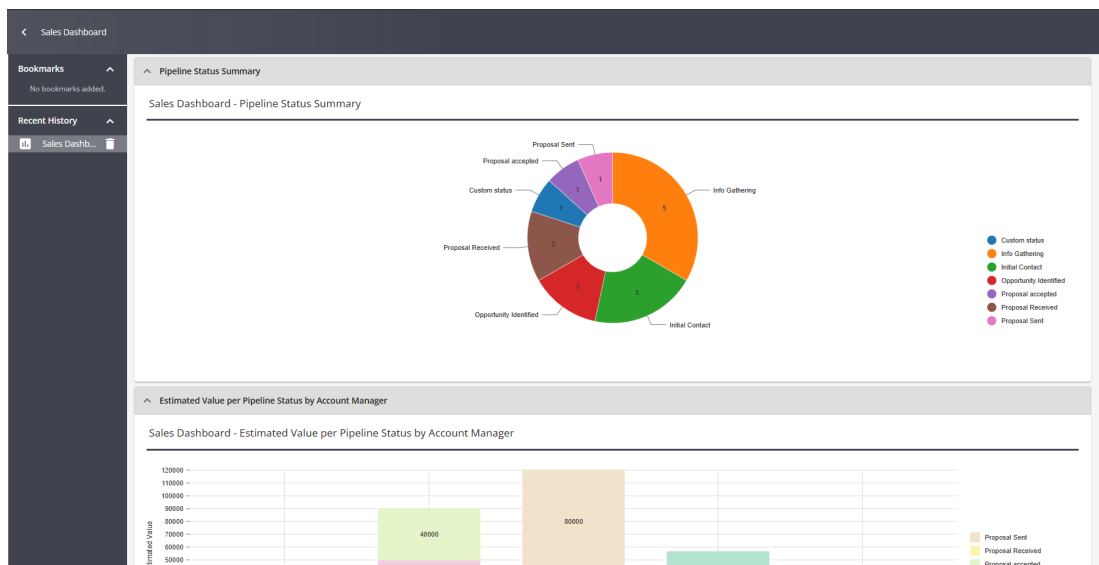 Sales Dashboard
Bookmarks
No bookmarks added.
Recent History
Sales Dashb...
Pipeline Status Summary
Sales Dashboard - Pipeline Status Summary
Proposal Sent
Proposal accepted
Custom status
Proposal Received
Opportunity Identified
Initial Contact
Info Gathering
1
1
1
2
2
3
5
Custom status
Info Gathering
Initial Contact
Opportunity Identified
Proposal accepted
Proposal Received
Proposal Sent
Estimated Value per Pipeline Status by Account Manager
Sales Dashboard - Estimated Value per Pipeline Status by Account Manager
120000
110000
100000
90000
80000
70000
60000
50000
40000
80000
Proposal Sent
Proposal Received
Proposal accepted